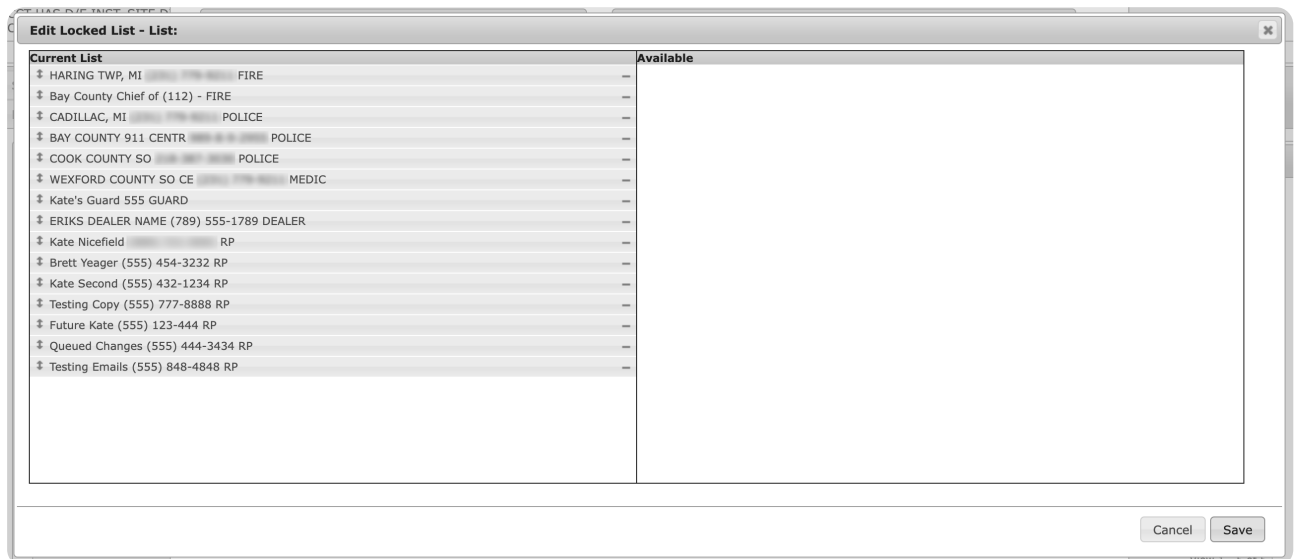 Edit Locked List - List:
Current List
Available
HARING TWP, MI FIRE
Bay County Chief of (112) - FIRE
CADILLAC, MI POLICE
BAY COUNTY 911 CENTR POLICE
COOK COUNTY SO POLICE
WEXFORD COUNTY SO CE MEDIC
Kate's Guard 555 GUARD
ERIKS DEALER NAME (789) 555-1789 DEALER
Kate Nicefield RP
Brett Yeager (555) 454-3232 RP
Kate Second (555) 432-1234 RP
Testing Copy (555) 777-8888 RP
Future Kate (555) 123-444 RP
Queued Changes (555) 444-3434 RP
Testing Emails (555) 848-4848 RP
Cancel Save